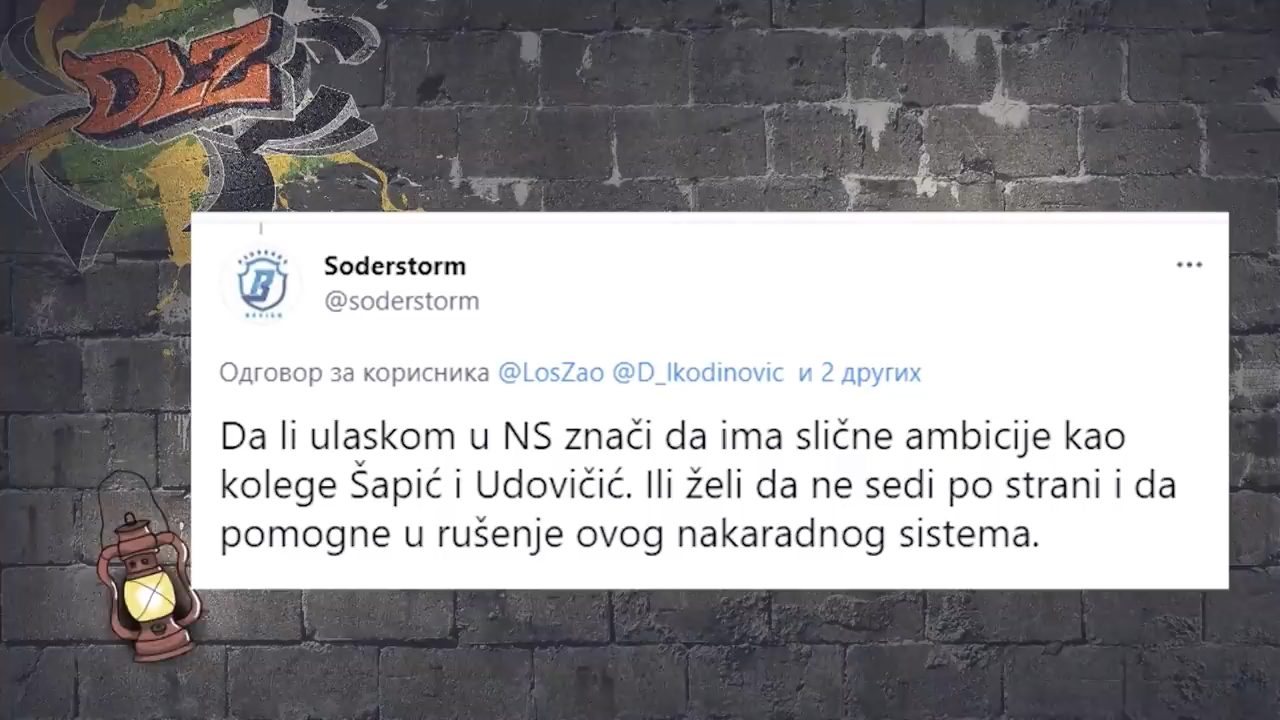 DLZ
Soderstorm
@soderstorm
Одговор за корисника @LosZao @D_Ikodinovic и 2 других
Da li ulaskom u NS znači da ima slične ambicije kao
kolege Šapić i Udovičić. Ili želi da ne sedi po strani i da
pomogne u rušenje ovog nakaradnog sistema.